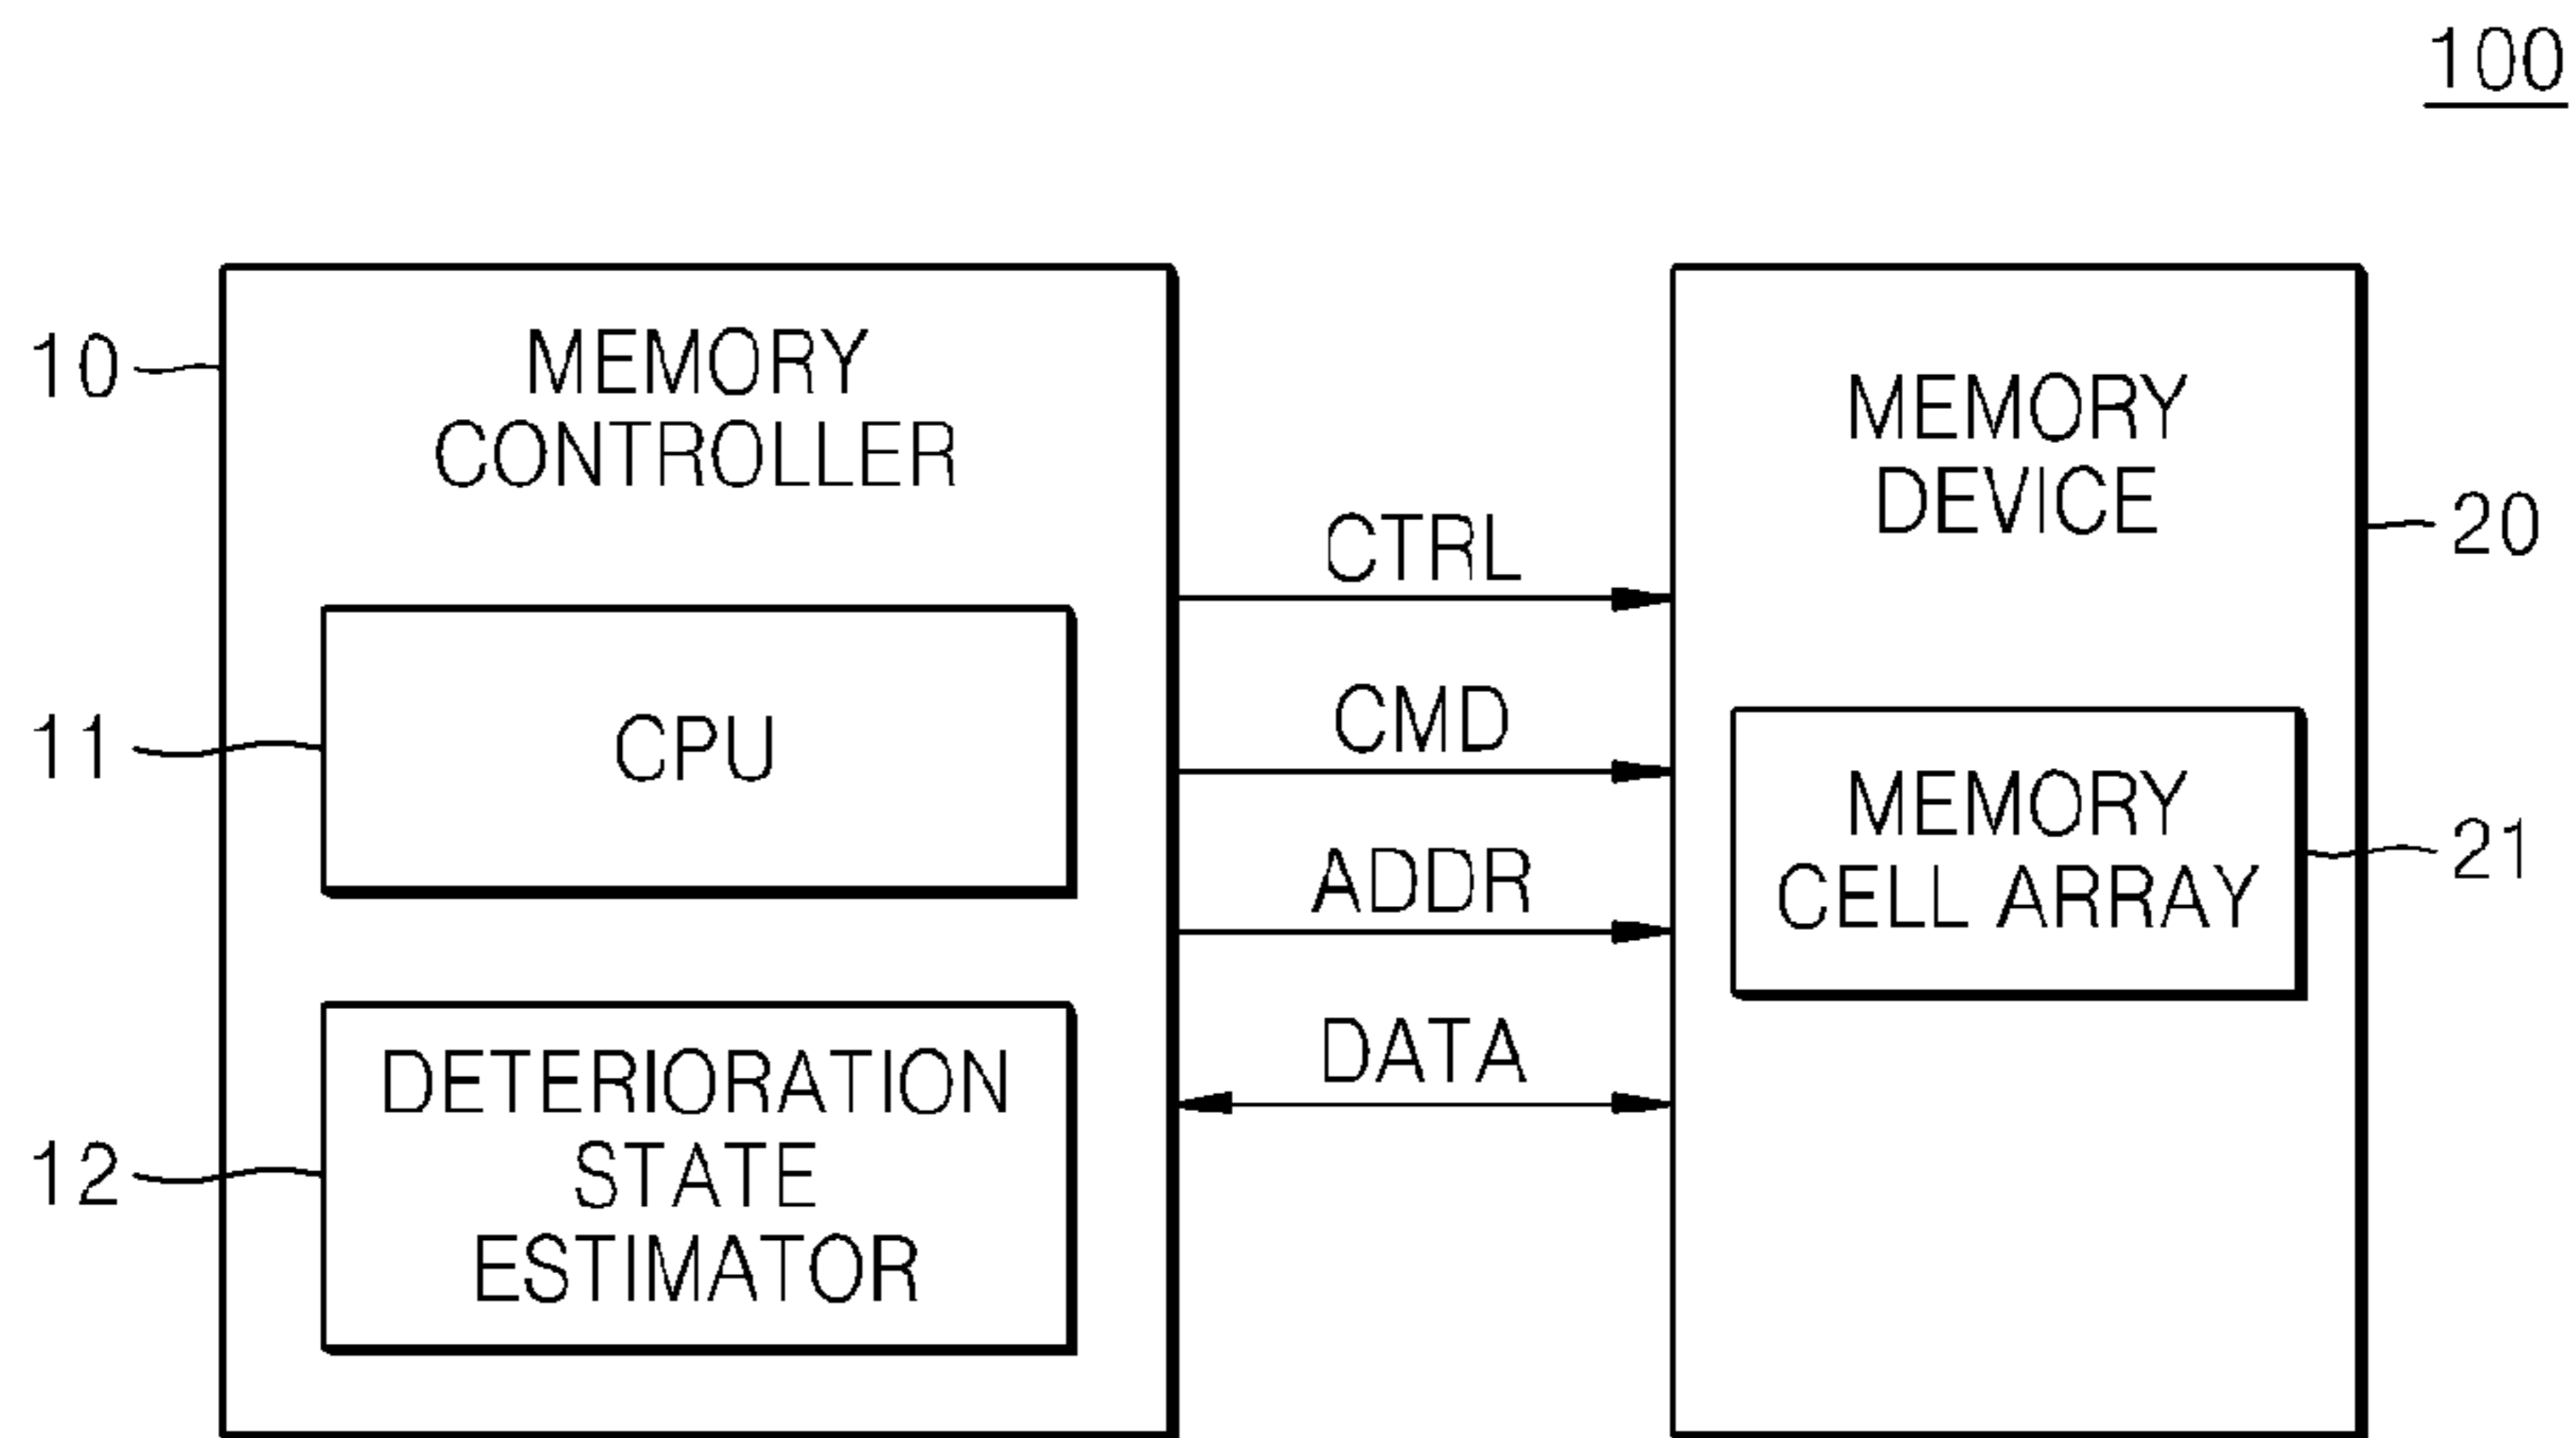 100
10
MEMORY
CONTROLLER
11
CPU
12
DETERIORATION
STATE
ESTIMATOR
CTRL
CMD
ADDR
DATA
MEMORY
DEVICE
20
MEMORY
CELL ARRAY
21